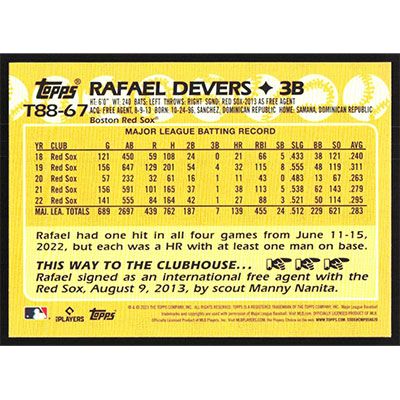 Topps RAFAEL DEVERS ✦ 3B
T88-67 HT: 6'0" WT: 240 BATS: LEFT THROWS: RIGHT SGND: RED SOX-2013 AS FREE AGENT
ACQ: FREE AGENT, 8-9-13 BORN: 10-24-96, SANCHEZ, DOMINICAN REPUBLIC HOME: SAMANA, DOMINICAN REPUBLIC
Boston Red Sox®
MAJOR LEAGUE BATTING RECORD
YR CLUB G AB R H 2B 3B HR RBI SB SLG BB SO AVG
18 Red Sox 121 450 59 108 24 0 21 66 5 .433 38 121 .240
19 Red Sox 156 647 129 201 54 4 32 115 8 .555 48 119 .311
20 Red Sox 57 232 32 61 16 1 11 43 0 .483 13 67 .263
21 Red Sox 156 591 101 165 37 1 38 113 5 .538 62 143 .279
22 Red Sox 141 555 84 164 42 1 27 88 3 .521 50 114 .295
MAJ. LEA. TOTALS 689 2697 439 762 187 7 139 455 24 .512 229 621 .283
Rafael had one hit in all four games from June 11-15,
2022, but each was a HR with at least one man on base.
THIS WAY TO THE CLUBHOUSE...
Rafael signed as an international free agent with the
Red Sox, August 9, 2013, by scout Manny Nanita.
MLB PLAYERS Topps